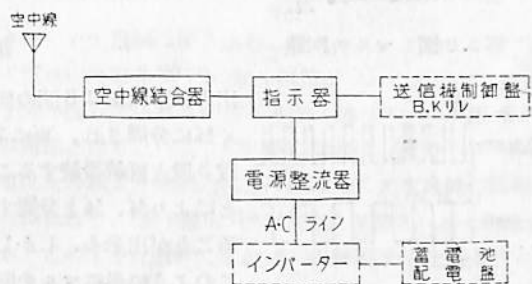 空中線
空中線結合器
指示器
送信機制御盤
B.Kリレ
電源整流器
A·C ライン
インバーター
蓄電池
配電盤